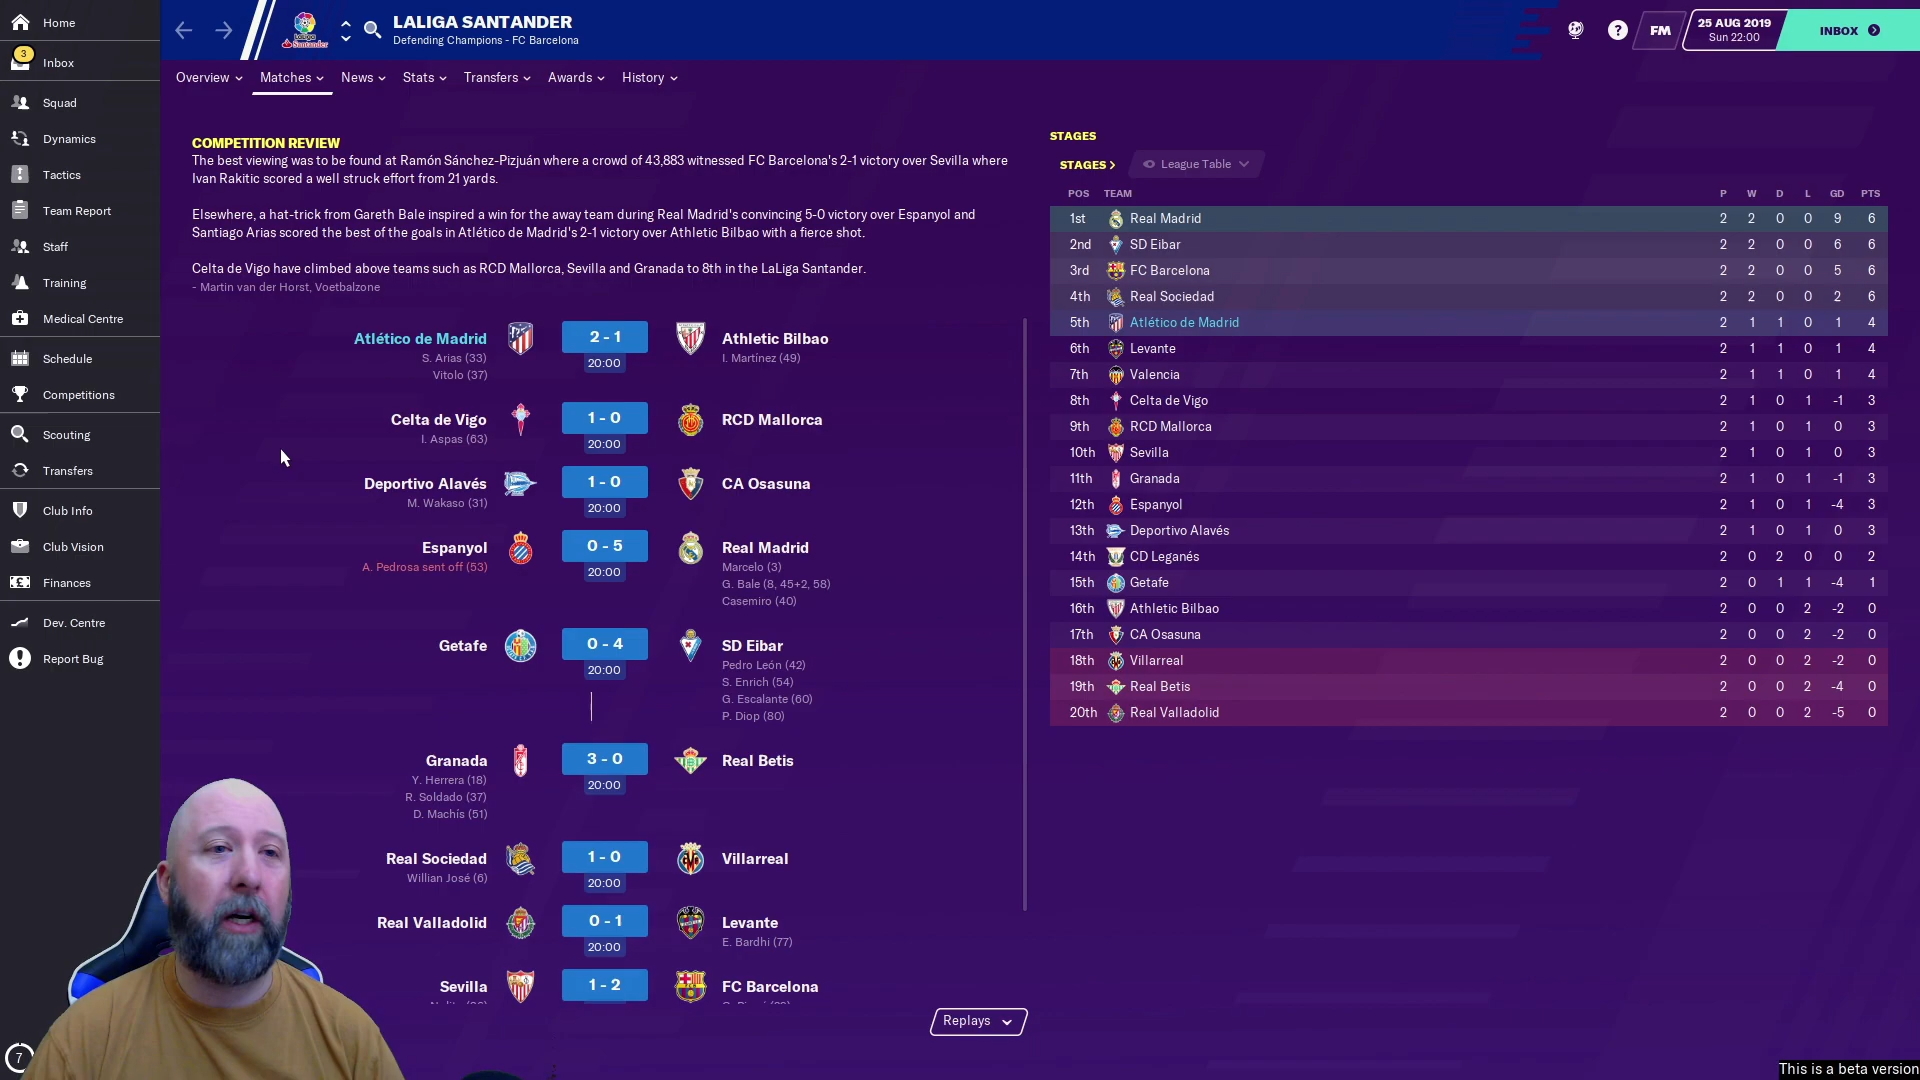 Home
3
Inbox
Squad
Dynamics
Tactics
Team Report
Staff
Training
Medical Centre
Schedule
Competitions
Scouting
Transfers
Club Info
Club Vision
Finances
Dev. Centre
Report Bug
7
LALIGA SANTANDER
Defending Champions - FC Barcelona
FM
25 AUG 2019
Sun 22:00
INBOX
Overview Matches News Stats Transfers Awards History
COMPETITION REVIEW
The best viewing was to be found at Ramón Sánchez-Pizjuán where a crowd of 43,883 witnessed FC Barcelona's 2-1 victory over Sevilla where
Ivan Rakitic scored a well struck effort from 21 yards.
Elsewhere, a hat-trick from Gareth Bale inspired a win for the away team during Real Madrid's convincing 5-0 victory over Espanyol and
Santiago Arias scored the best of the goals in Atlético de Madrid's 2-1 victory over Athletic Bilbao with a fierce shot.
Celta de Vigo have climbed above teams such as RCD Mallorca, Sevilla and Granada to 8th in the LaLiga Santander.
- Martin van der Horst, Voetbalzone
Atlético de Madrid 2 - 1 Athletic Bilbao
S. Arias (33) 20:00 I. Martínez (49)
Vitolo (37)
Celta de Vigo 1 - 0 RCD Mallorca
I. Aspas (63) 20:00
Deportivo Alavés 1 - 0 CA Osasuna
M. Wakaso (31) 20:00
Espanyol 0 - 5 Real Madrid
A. Pedrosa sent off (53) 20:00 Marcelo (3)
G. Bale (8, 45+2, 58)
Casemiro (40)
Getafe 0 - 4 SD Eibar
20:00 Pedro León (42)
S. Enrich (54)
G. Escalante (60)
P. Diop (80)
Granada 3 - 0 Real Betis
Y. Herrera (18) 20:00
R. Soldado (37)
D. Machís (51)
Real Sociedad 1 - 0 Villarreal
Willian José (6) 20:00
Real Valladolid 0 - 1 Levante
20:00 E. Bardhi (77)
Sevilla 1 - 2 FC Barcelona
Replays
STAGES
STAGES > League Table
POS TEAM P W D L GD PTS
1st Real Madrid 2 2 0 0 9 6
2nd SD Eibar 2 2 0 0 6 6
3rd FC Barcelona 2 2 0 0 5 6
4th Real Sociedad 2 2 0 0 2 6
5th Atlético de Madrid 2 1 1 0 1 4
6th Levante 2 1 1 0 1 4
7th Valencia 2 1 1 0 1 4
8th Celta de Vigo 2 1 0 1 -1 3
9th RCD Mallorca 2 1 0 1 0 3
10th Sevilla 2 1 0 1 0 3
11th Granada 2 1 0 1 -1 3
12th Espanyol 2 1 0 1 -4 3
13th Deportivo Alavés 2 1 0 1 0 3
14th CD Leganés 2 0 2 0 0 2
15th Getafe 2 0 1 1 -4 1
16th Athletic Bilbao 2 0 0 2 -2 0
17th CA Osasuna 2 0 0 2 -2 0
18th Villarreal 2 0 0 2 -2 0
19th Real Betis 2 0 0 2 -4 0
20th Real Valladolid 2 0 0 2 -5 0
This is a beta version